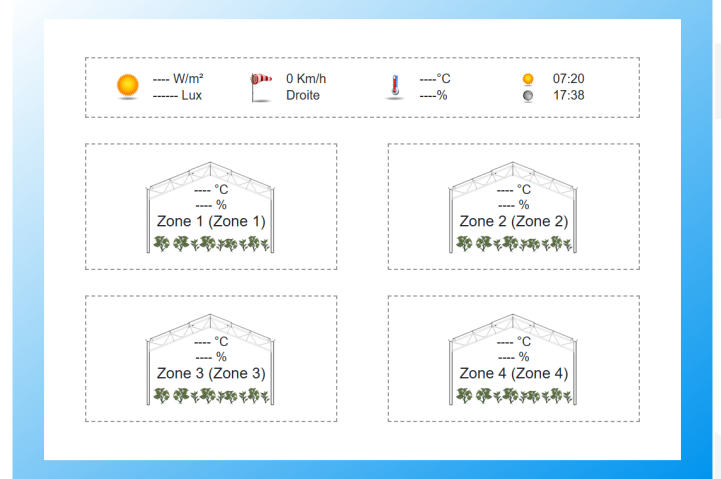 ---- W/m²
------ Lux
0 Km/h
Droite
----°C
----%
07:20
17:38
---- °C
---- %
Zone 1 (Zone 1)
---- °C
---- %
Zone 2 (Zone 2)
---- °C
---- %
Zone 3 (Zone 3)
---- °C
---- %
Zone 4 (Zone 4)